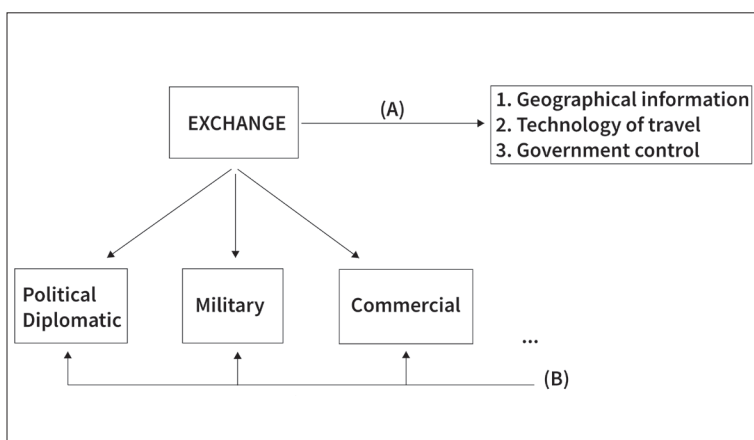 EXCHANGE
(A)
1. Geographical information
2. Technology of travel
3. Government control
Political
Diplomatic
Military
Commercial
...
(B)